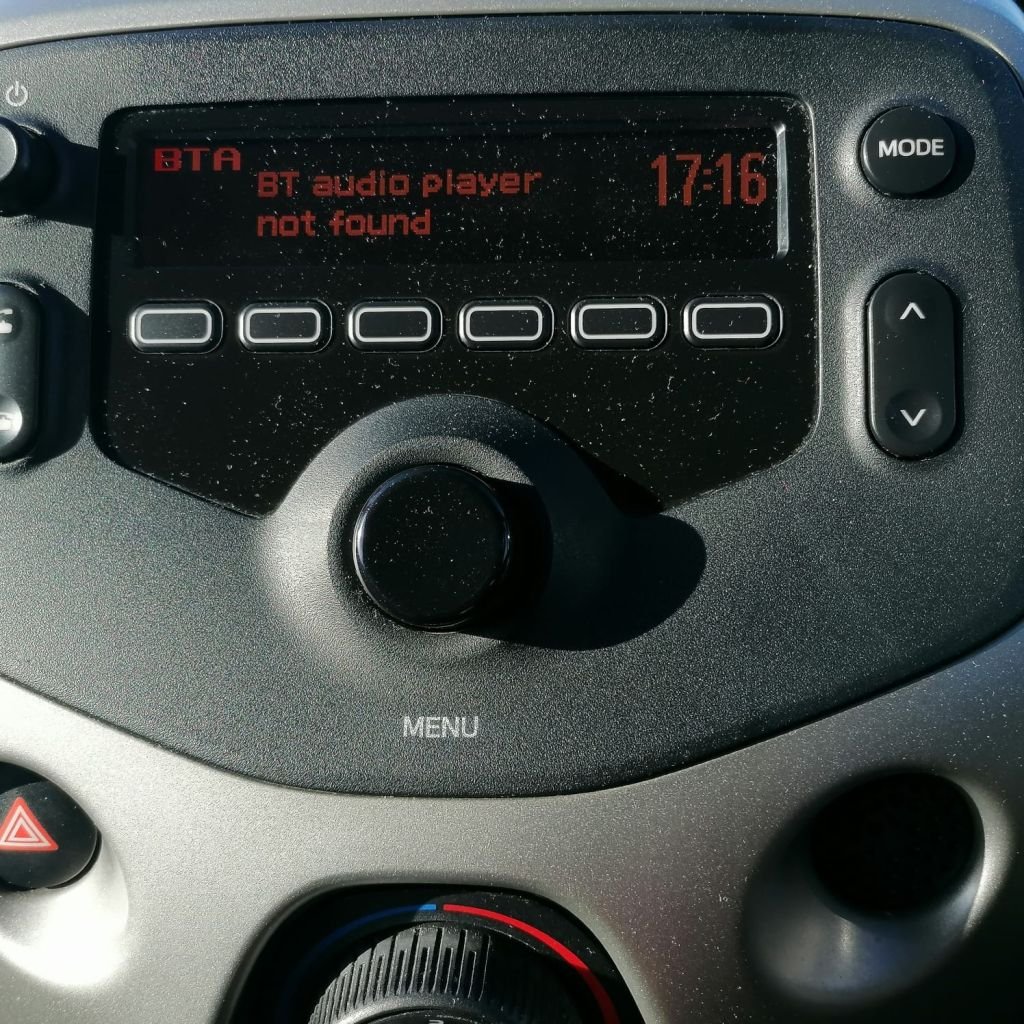 BTA
BT audio player
not found
17:16
MODE
MENU